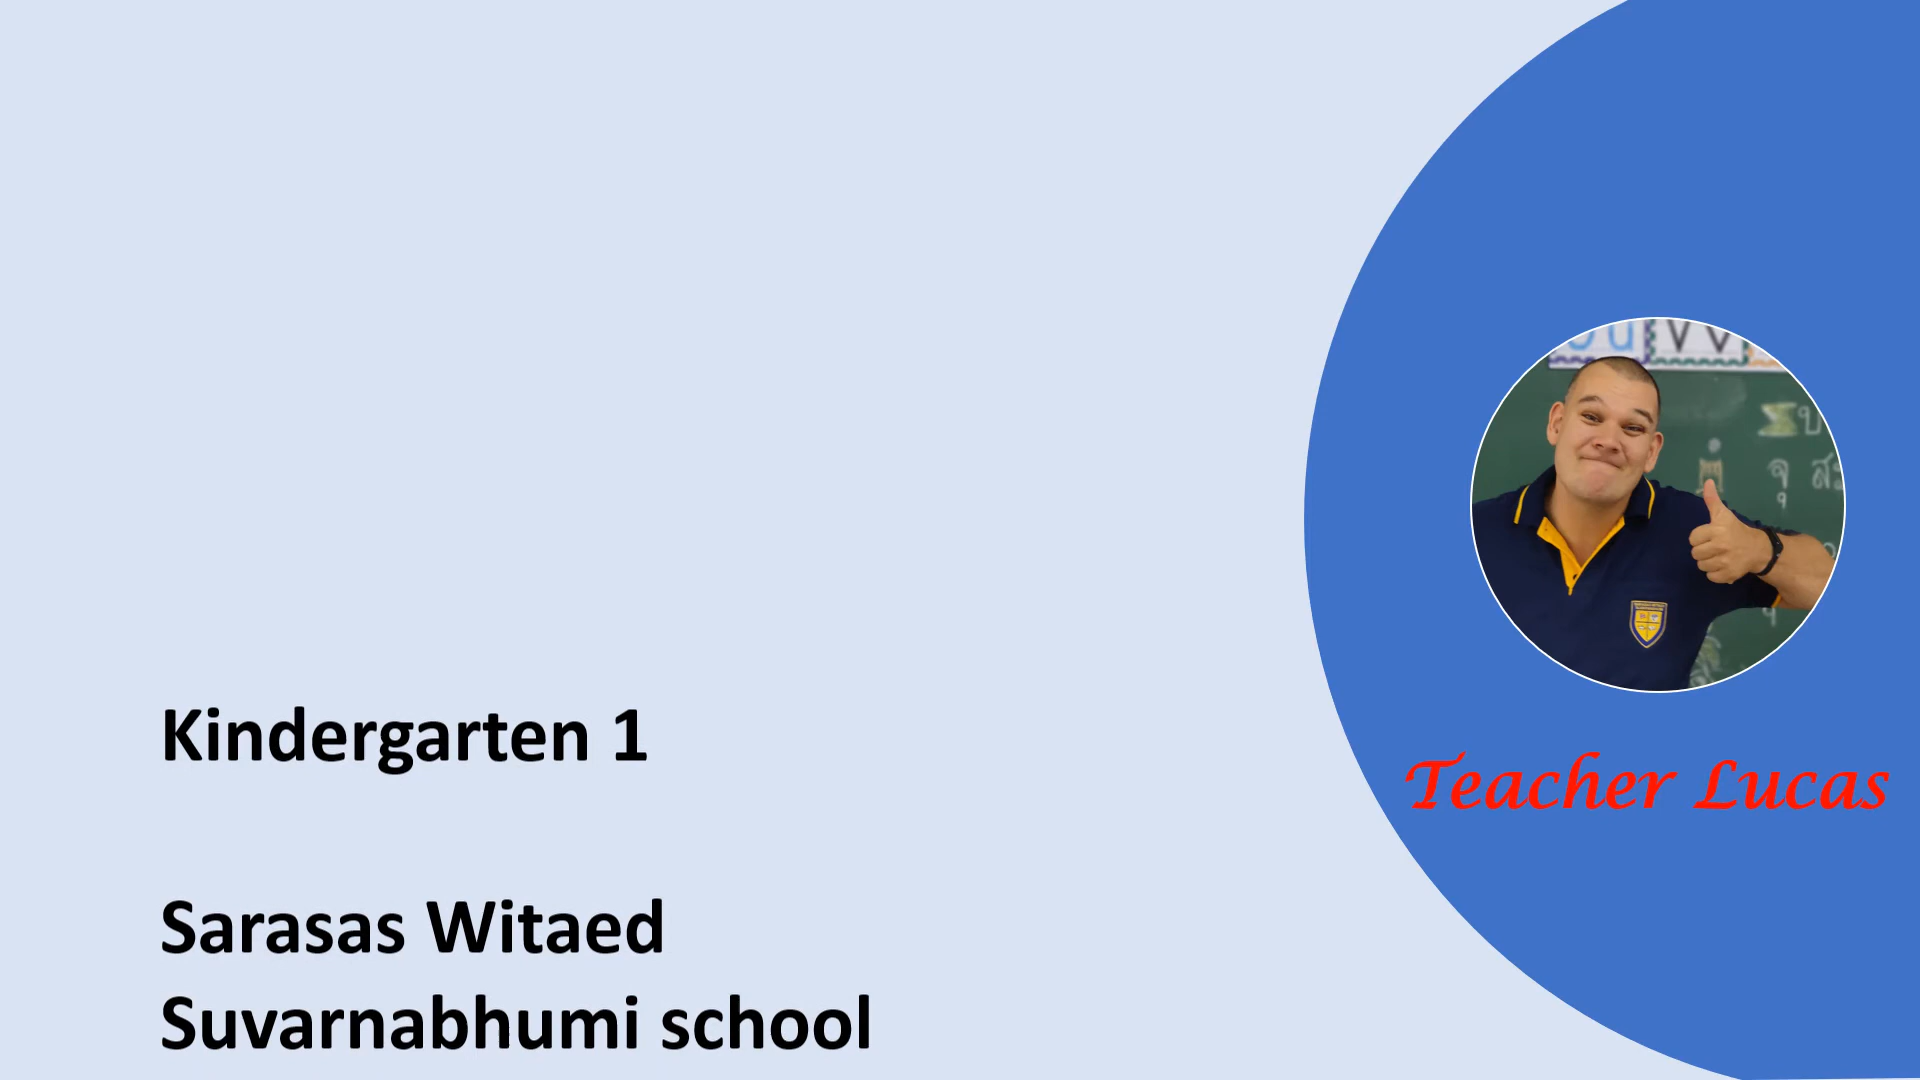 Kindergarten 1
Sarasas Witaed
Suvarnabhumi school
Teacher Lucas